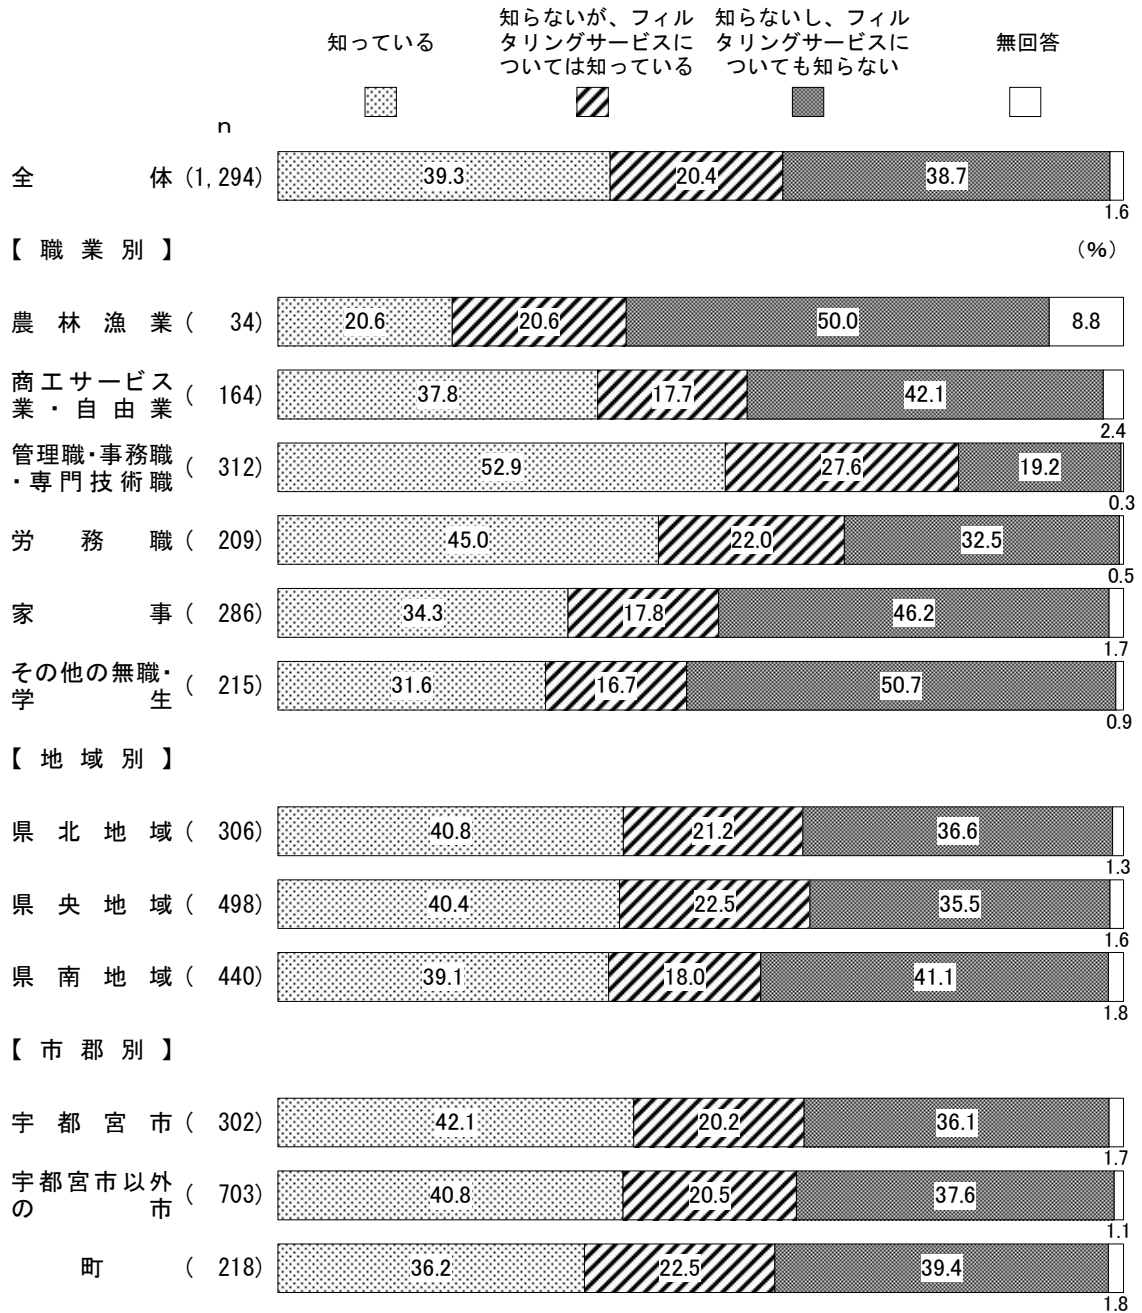 知っている
知らないが、フィル
タリングサービスに
ついては知っている
知らないし、フィル
タリングサービスに
ついても知らない
無回答
n
全体(1,294) 39.3 20.4 38.7
1.6
【職業別】 (%)
農林漁業( 34) 20.6 20.6 50.0 8.8
商工サービス
業・自由業( 164) 37.8 17.7 42.1
2.4
管理職・事務職
・専門技術職( 312) 52.9 27.6 19.2
0.3
労務職( 209) 45.0 22.0 32.5
0.5
家事( 286) 34.3 17.8 46.2
1.7
その他の無職・
学生( 215) 31.6 16.7 50.7
0.9
【地域別】
県北地域( 306) 40.8 21.2 36.6
1.3
県央地域( 498) 40.4 22.5 35.5
1.6
県南地域( 440) 39.1 18.0 41.1
1.8
【市郡別】
宇都宮市( 302) 42.1 20.2 36.1
1.7
宇都宮市以外
の市( 703) 40.8 20.5 37.6
1.1
町( 218) 36.2 22.5 39.4
1.8